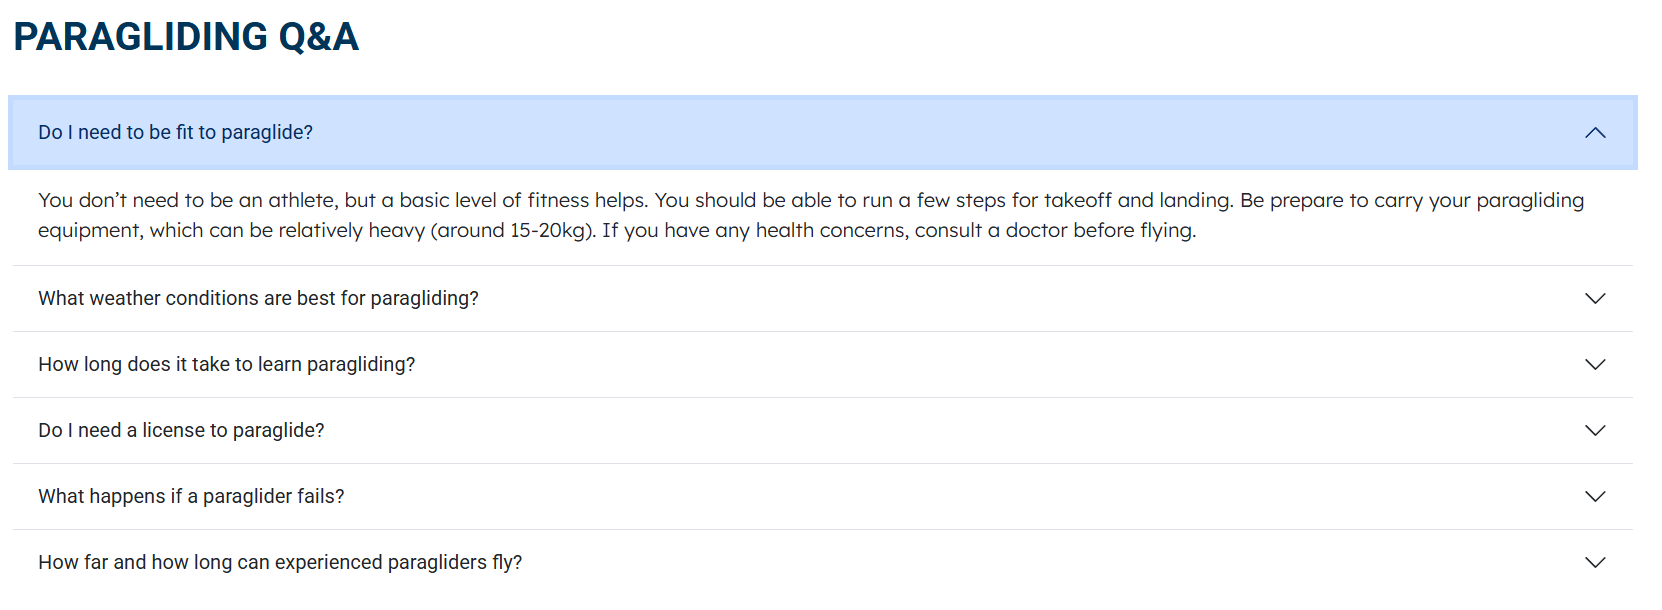 PARAGLIDING Q&A
Do I need to be fit to paraglide?
You don’t need to be an athlete, but a basic level of fitness helps. You should be able to run a few steps for takeoff and landing. Be prepare to carry your paragliding
equipment, which can be relatively heavy (around 15-20kg). If you have any health concerns, consult a doctor before flying.
What weather conditions are best for paragliding?
How long does it take to learn paragliding?
Do I need a license to paraglide?
What happens if a paraglider fails?
How far and how long can experienced paragliders fly?